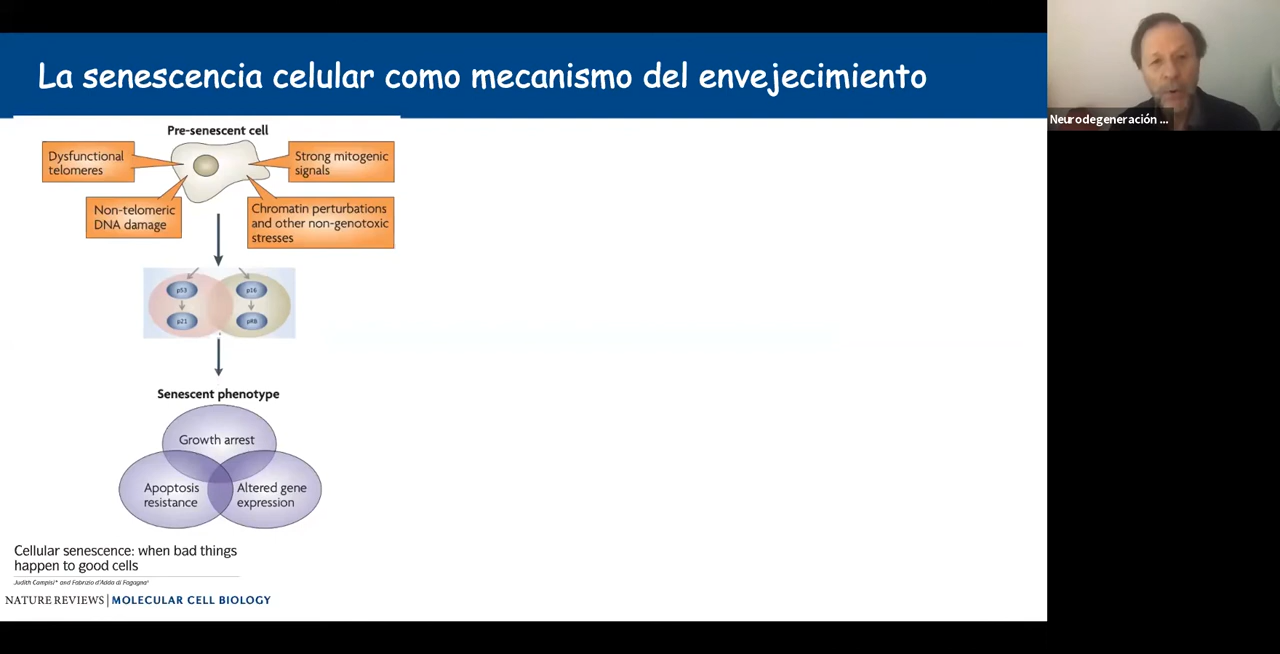 La senescencia celular como mecanismo del envejecimiento
Neurodegeneración ...
Pre-senescent cell
Dysfunctional
telomeres
Strong mitogenic
signals
Non-telomeric
DNA damage
Chromatin perturbations
and other non-genotoxic
stresses
p53
p16
p21
pRB
Senescent phenotype
Growth arrest
Apoptosis
resistance
Altered gene
expression
Cellular senescence: when bad things
happen to good cells
Judith Campisi* and Fabrizio d'Adda di Fagagna‡
NATURE REVIEWS | MOLECULAR CELL BIOLOGY